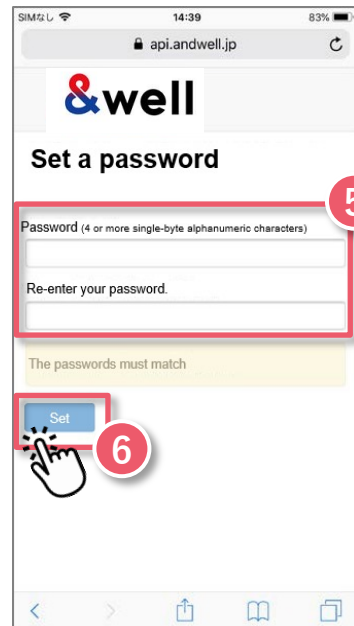 SIMなし 14:39 83%
api.andwell.jp
&well
Set a password
5
Password (4 or more single-byte alphanumeric characters)
Re-enter your password.
The passwords must match
Set
6